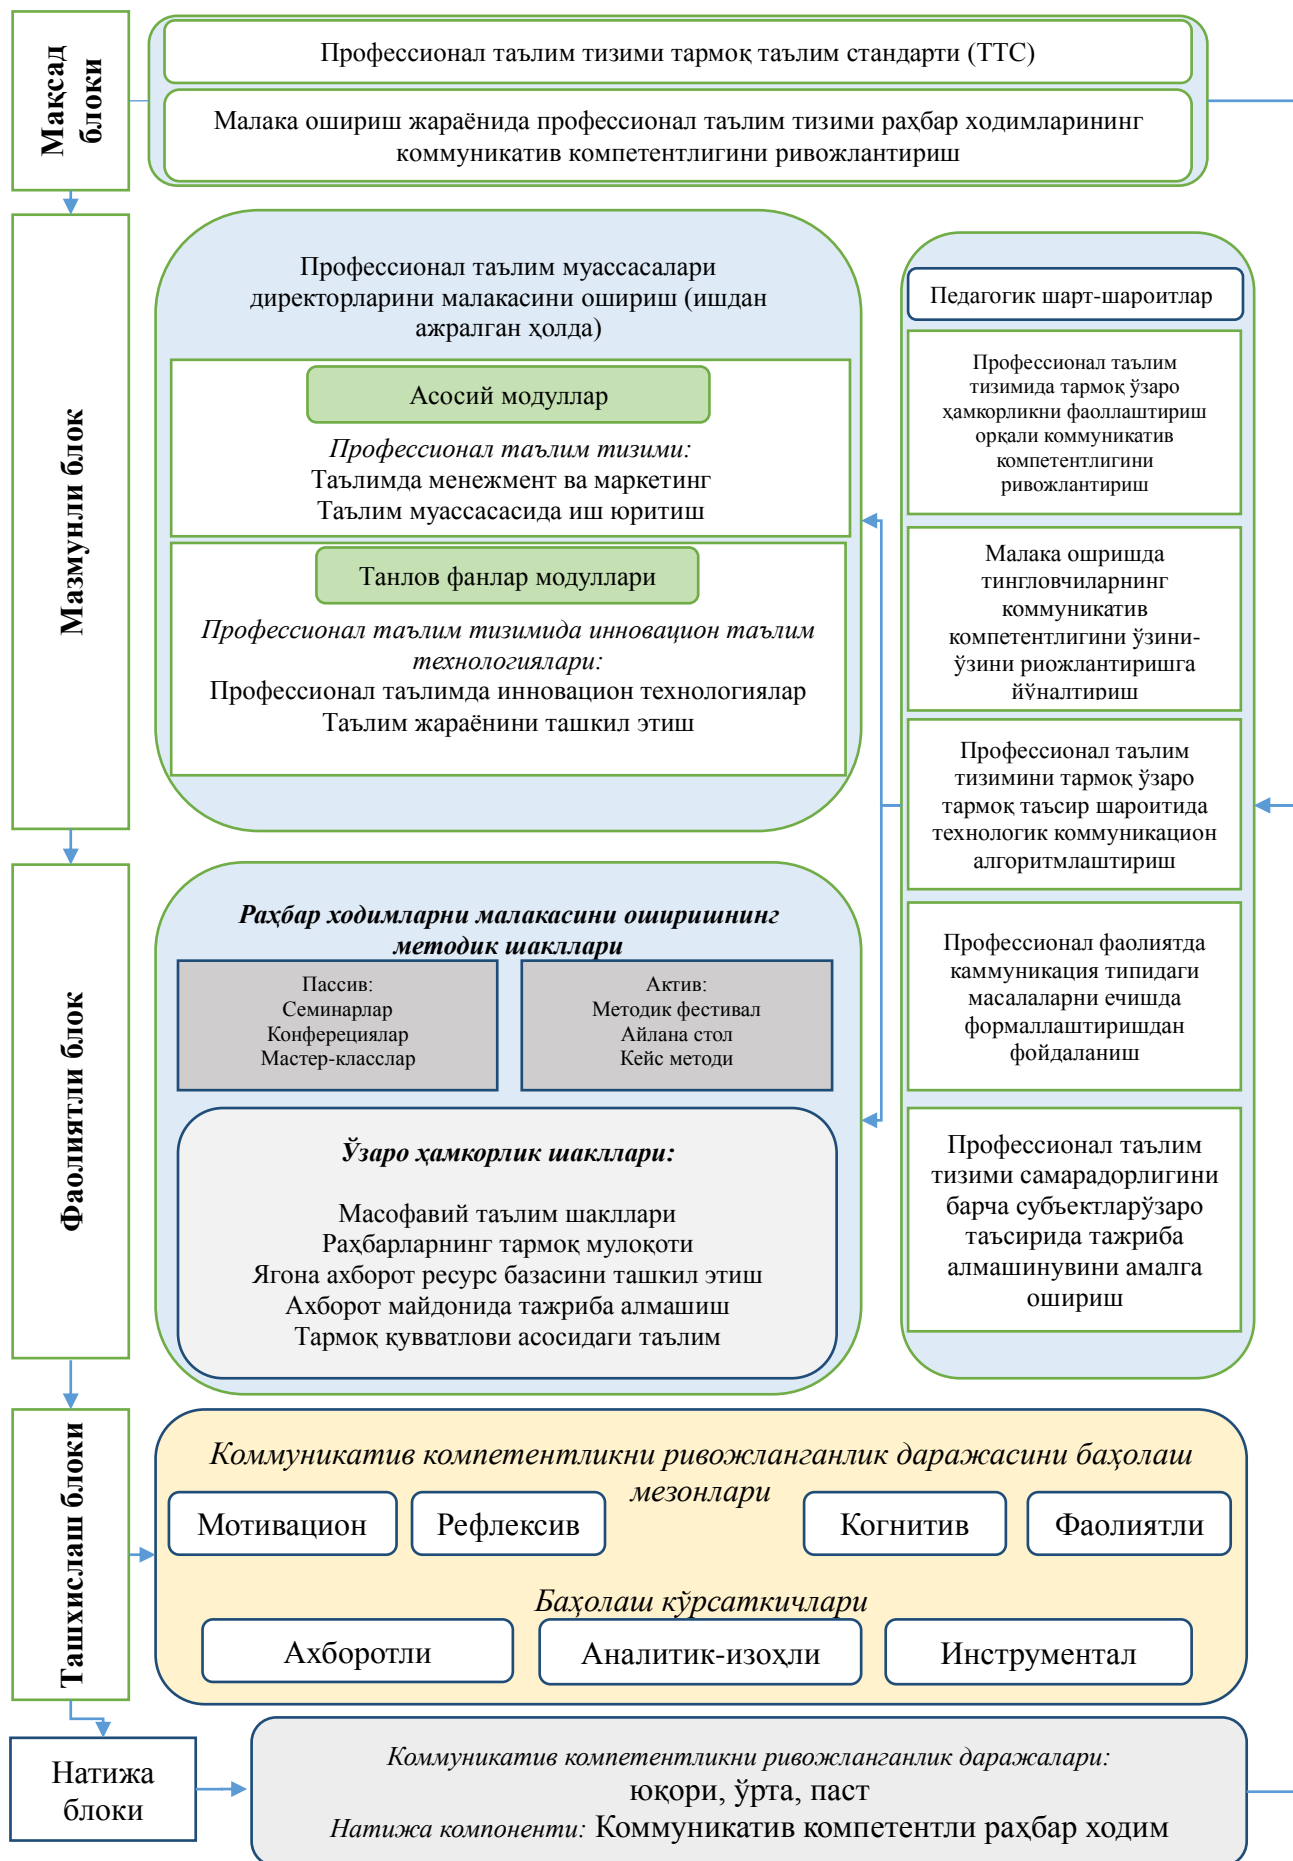 Мақсад
блоки
Профессионал таълим тизими тармоқ таълим стандарти (ТТС)
Малака ошириш жараёнида профессионал таълим тизими раҳбар ходимларининг
коммуникатив компетентлигини ривожлантириш
Мазмунли блок
Профессионал таълим муассасалари
директорларини малакасини ошириш (ишдан
ажралган ҳолда)
Асосий модуллар
Профессионал таълим тизими:
Таълимда менежмент ва маркетинг
Таълим муассасасида иш юритиш
Танлов фанлар модуллари
Профессионал таълим тизимида инновацион таълим
технологиялари:
Профессионал таълимда инновацион технологиялар
Таълим жараёнини ташкил этиш
Педагогик шарт-шароитлар
Профессионал таълим
тизимида тармоқ ўзаро
ҳамкорликни фаоллаштириш
орқали коммуникатив
компетентлигини
ривожлантириш
Малака ошришда
тингловчиларнинг
коммуникатив
компетентлигини ўзини-
ўзини риожлантиришга
йўналтириш
Профессионал таълим
тизимини тармоқ ўзаро
тармоқ таъсир шароитида
технологик коммуникацион
алгоритмлаштириш
Профессионал фаолиятда
каммуникация типидаги
масалаларни ечишда
формаллаштиришдан
фойдаланиш
Профессионал таълим
тизими самарадорлигини
барча субъектларўзаро
таъсирида тажриба
алмашинувини амалга
ошириш
Фаолиятли блок
Раҳбар ходимларни малакасини оширишнинг
методик шакллари
Пассив:
Семинарлар
Конферециялар
Мастер-класслар
Актив:
Методик фестивал
Айлана стол
Кейс методи
Ўзаро ҳамкорлик шакллари:
Масофавий таълим шакллари
Раҳбарларнинг тармоқ мулоқоти
Ягона ахборот ресурс базасини ташкил этиш
Ахборот майдонида тажриба алмашиш
Тармоқ қувватлови асосидаги таълим
Ташхислаш блоки
Коммуникатив компетентликни ривожланганлик даражасини баҳолаш
мезонлари
Мотивацион
Рефлексив
Когнитив
Фаолиятли
Баҳолаш кўрсаткичлари
Ахборотли
Аналитик-изоҳли
Инструментал
Натижа
блоки
Коммуникатив компетентликни ривожланганлик даражалари:
юқори, ўрта, паст
Натижа компоненти: Коммуникатив компетентли раҳбар ходим